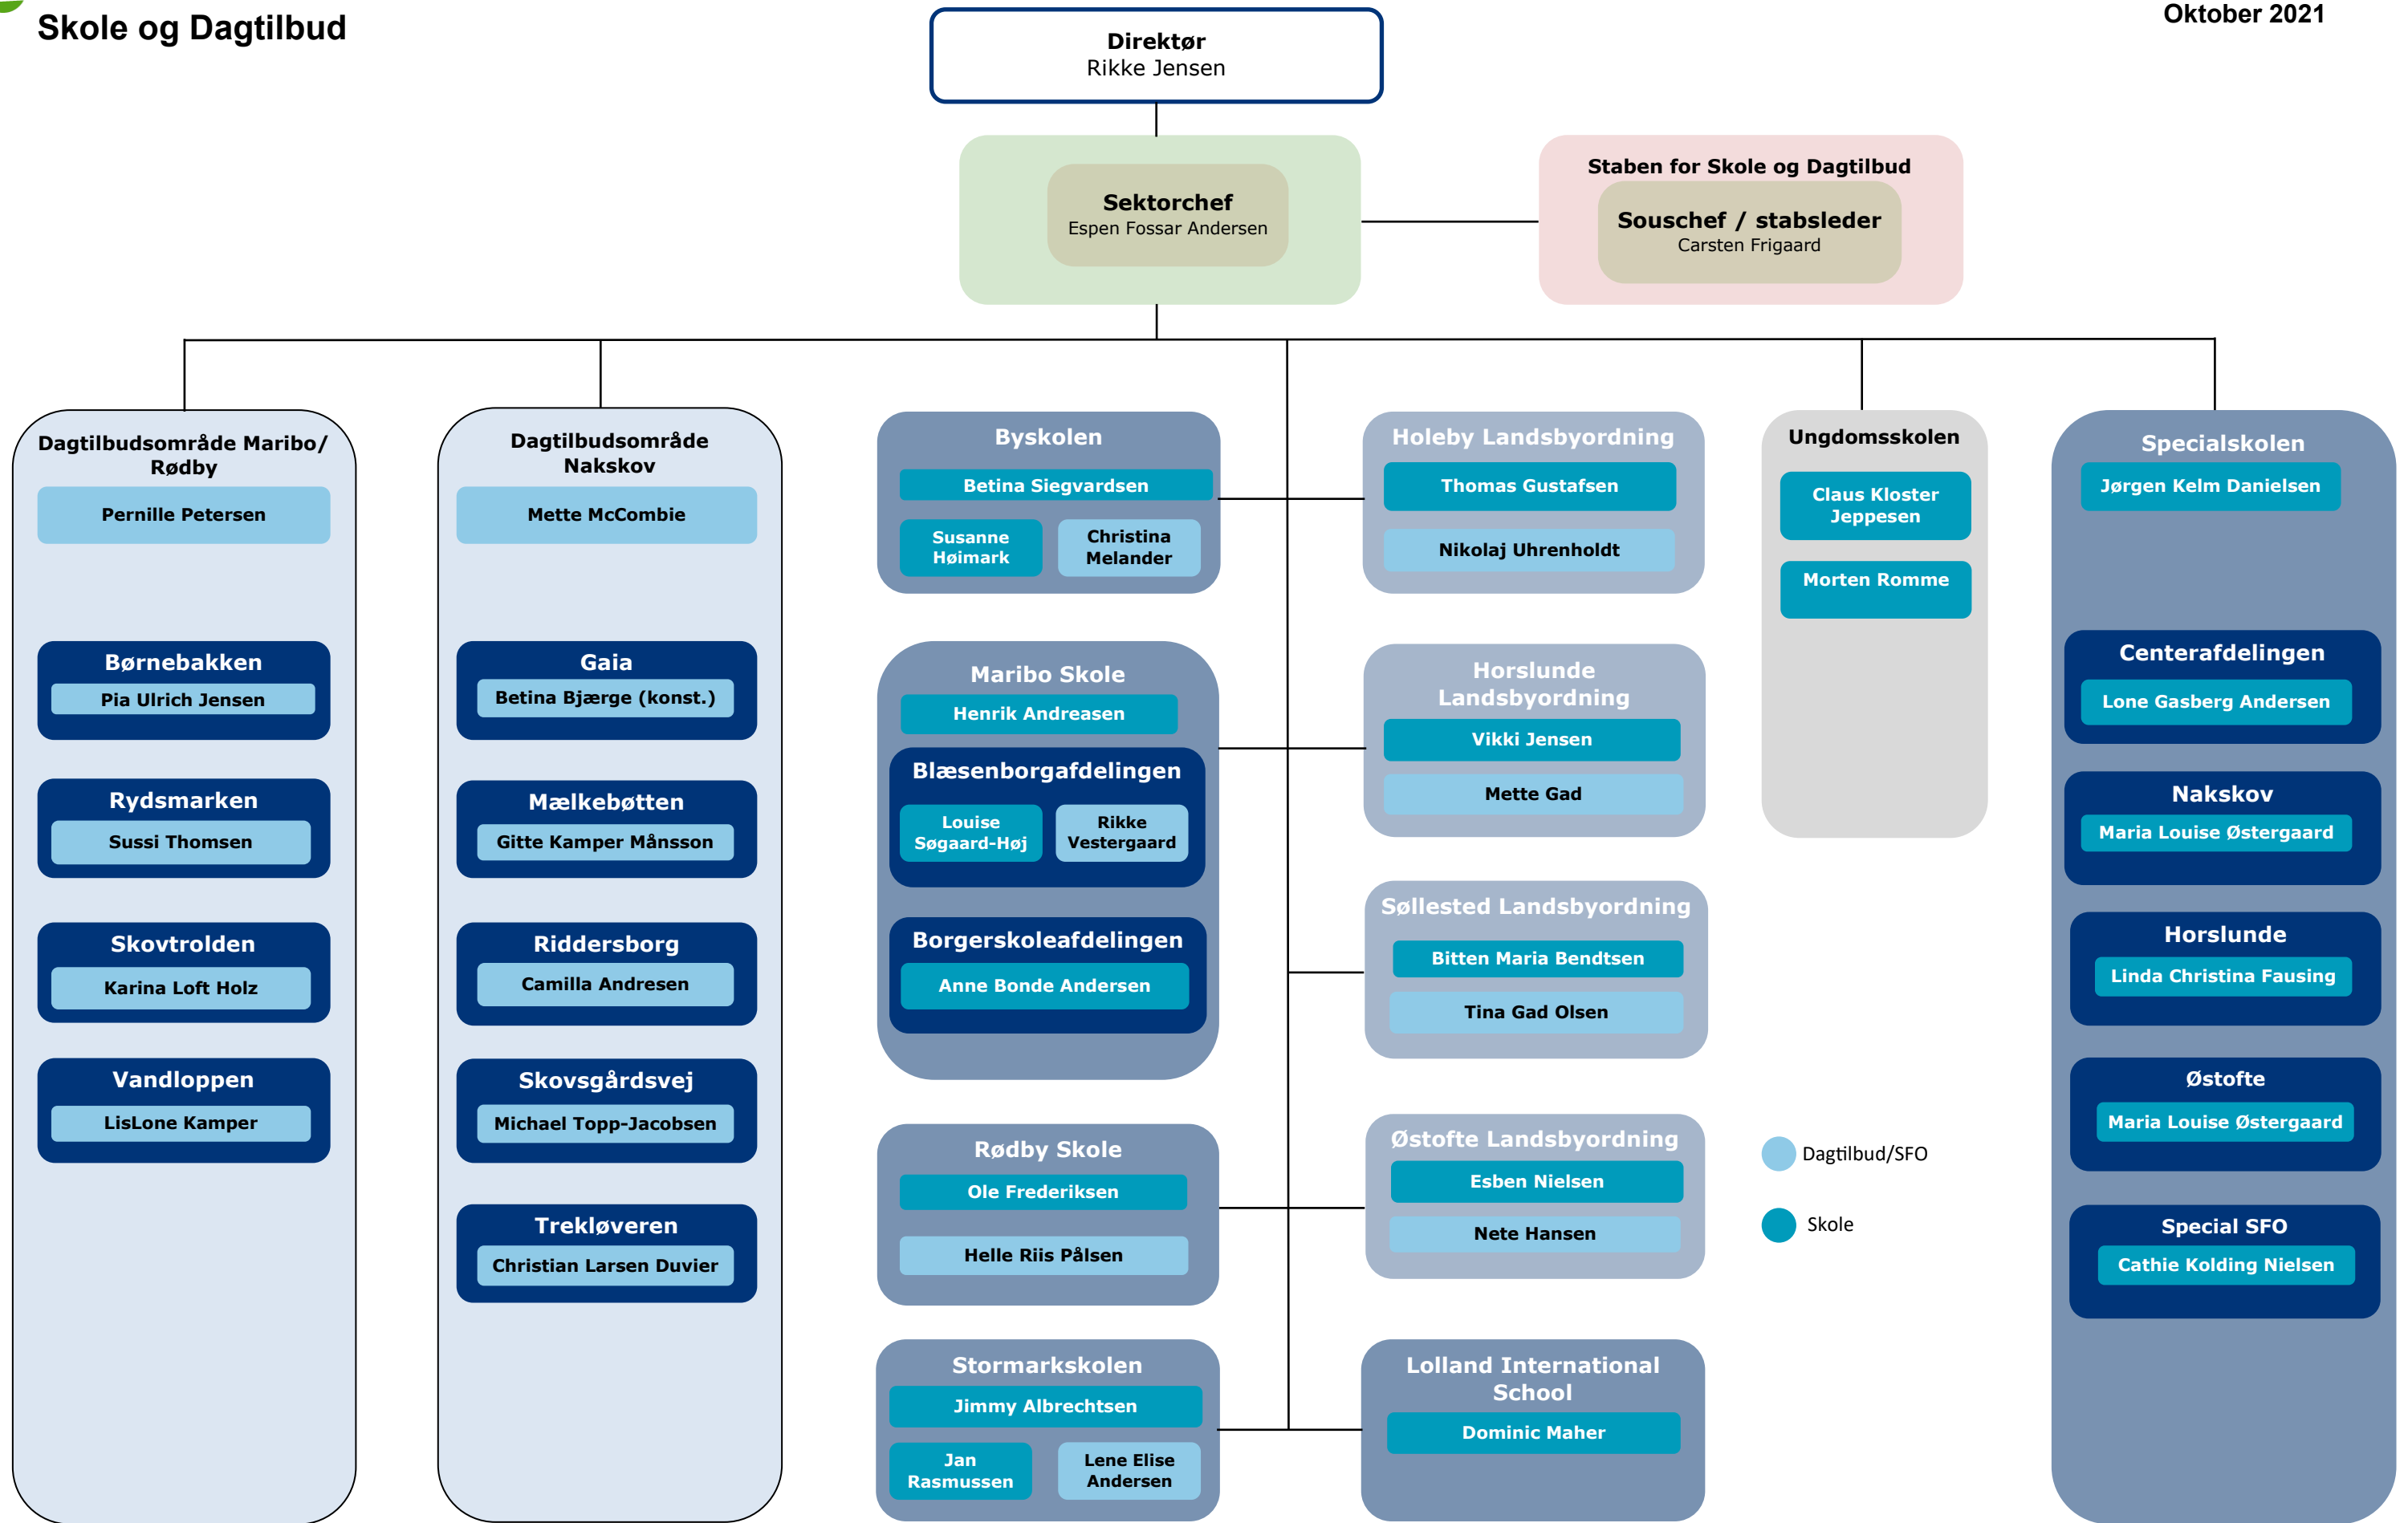 Skole og Dagtilbud
Oktober 2021
Direktør
Rikke Jensen
Sektorchef
Espen Fossar Andersen
Staben for Skole og Dagtilbud
Souschef / stabsleder
Carsten Frigaard
Dagtilbudsområde Maribo/
Rødby
Pernille Petersen
Børnebakken
Pia Ulrich Jensen
Rydsmarken
Sussi Thomsen
Skovtrolden
Karina Loft Holz
Vandloppen
LisLone Kamper
Dagtilbudsområde
Nakskov
Mette McCombie
Gaia
Betina Bjærge (konst.)
Mælkebøtten
Gitte Kamper Månsson
Riddersborg
Camilla Andresen
Skovsgårdsvej
Michael Topp-Jacobsen
Trekløveren
Christian Larsen Duvier
Byskolen
Betina Siegvardsen
Susanne
Høimark
Christina
Melander
Maribo Skole
Henrik Andreasen
Blæsenborgafdelingen
Louise
Søgaard-Høj
Rikke
Vestergaard
Borgerskoleafdelingen
Anne Bonde Andersen
Rødby Skole
Ole Frederiksen
Helle Riis Pålsen
Stormarkskolen
Jimmy Albrechtsen
Jan
Rasmussen
Lene Elise
Andersen
Holeby Landsbyordning
Thomas Gustafsen
Nikolaj Uhrenholdt
Horslunde
Landsbyordning
Vikki Jensen
Mette Gad
Søllested Landsbyordning
Bitten Maria Bendtsen
Tina Gad Olsen
Østofte Landsbyordning
Esben Nielsen
Nete Hansen
Lolland International
School
Dominic Maher
Ungdomsskolen
Claus Kloster
Jeppesen
Morten Romme
Dagtilbud/SFO
Skole
Specialskolen
Jørgen Kelm Danielsen
Centerafdelingen
Lone Gasberg Andersen
Nakskov
Maria Louise Østergaard
Horslunde
Linda Christina Fausing
Østofte
Maria Louise Østergaard
Special SFO
Cathie Kolding Nielsen